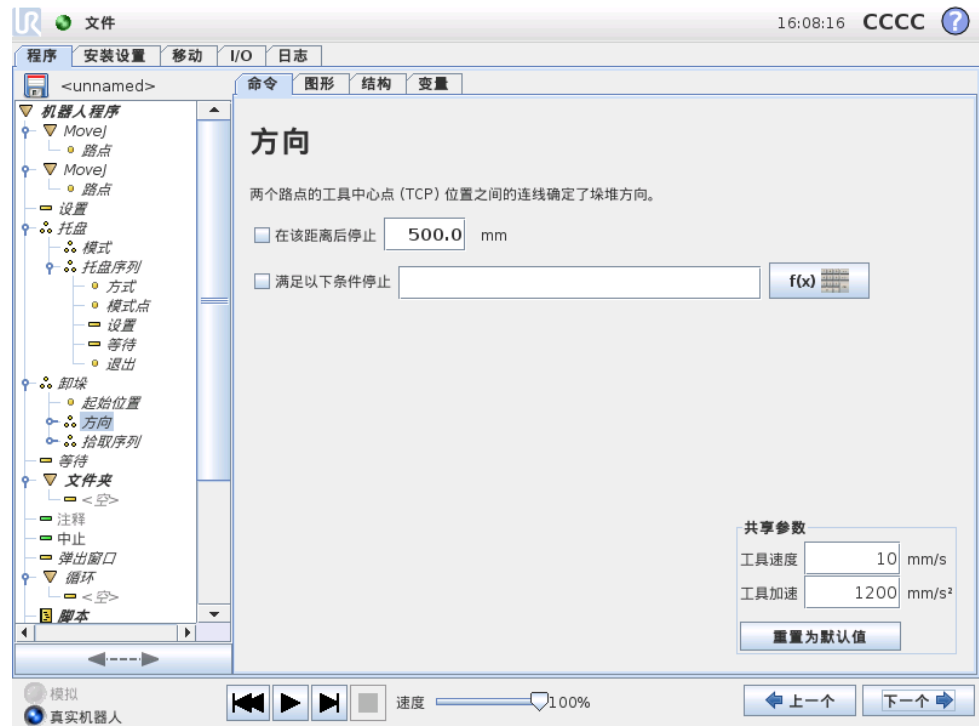 UR 文件 16:08:16 CCCC ?
程序 安装设置 移动 I/O 日志
<unnamed>
命令 图形 结构 变量
机器人程序
MoveJ
路点
MoveJ
路点
设置
托盘
模式
托盘序列
方式
模式点
设置
等待
退出
卸垛
起始位置
方向
拾取序列
等待
文件夹
<空>
注释
中止
弹出窗口
循环
<空>
脚本
方向
两个路点的工具中心点 (TCP) 位置之间的连线确定了垛堆方向。
在该距离后停止 500.0 mm
满足以下条件停止 f(x)
共享参数
工具速度 10 mm/s
工具加速 1200 mm/s²
重置为默认值
模拟
真实机器人
速度 100%
上一个 下一个